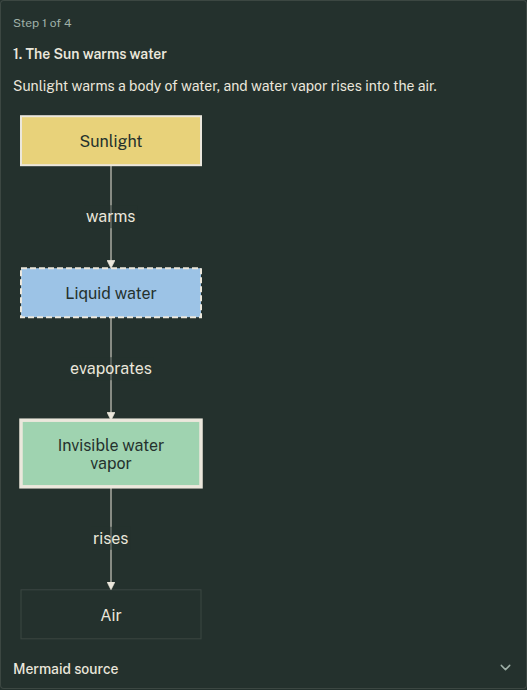 Step 1 of 4
1. The Sun warms water
Sunlight warms a body of water, and water vapor rises into the air.
Sunlight
warms
Liquid water
evaporates
Invisible water
vapor
rises
Air
Mermaid source